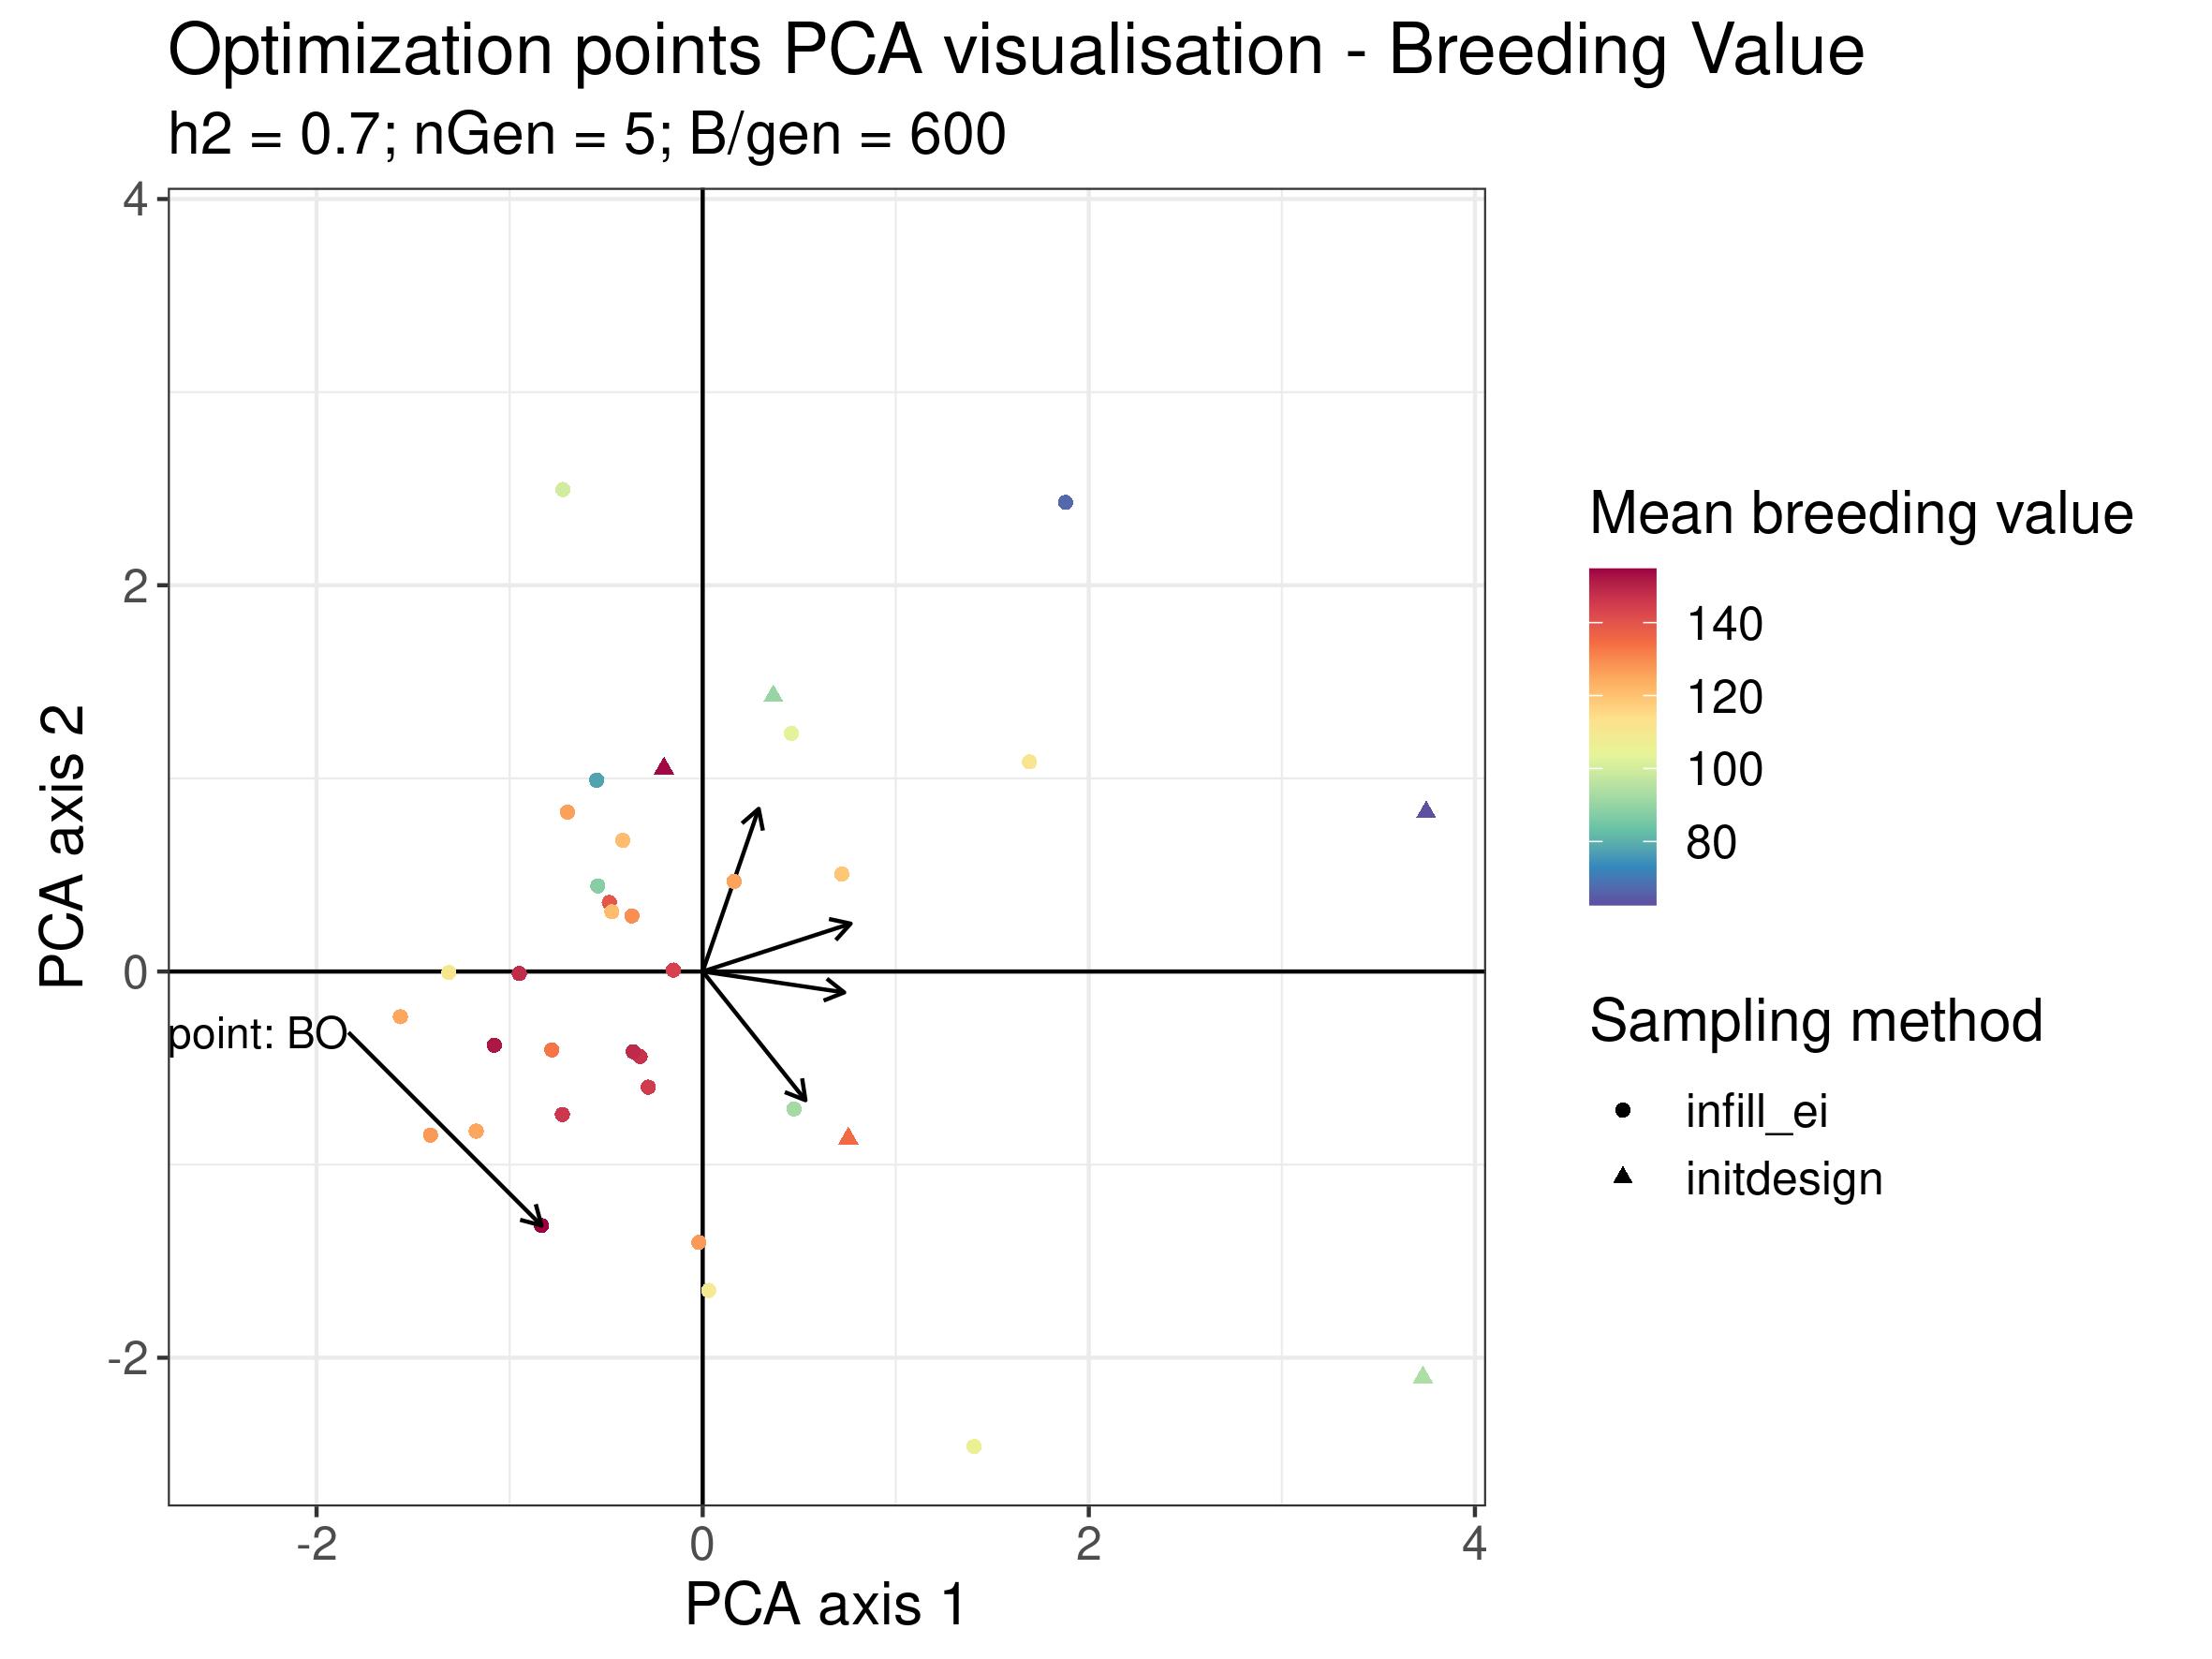 Optimization points PCA visualisation - Breeding Value
h2 = 0.7; nGen = 5; B/gen = 600
4
2
0
-2
PCA axis 2
point: BO
-2
0
2
4
PCA axis 1
Mean breeding value
140
120
100
80
Sampling method
infill_ei
initdesign